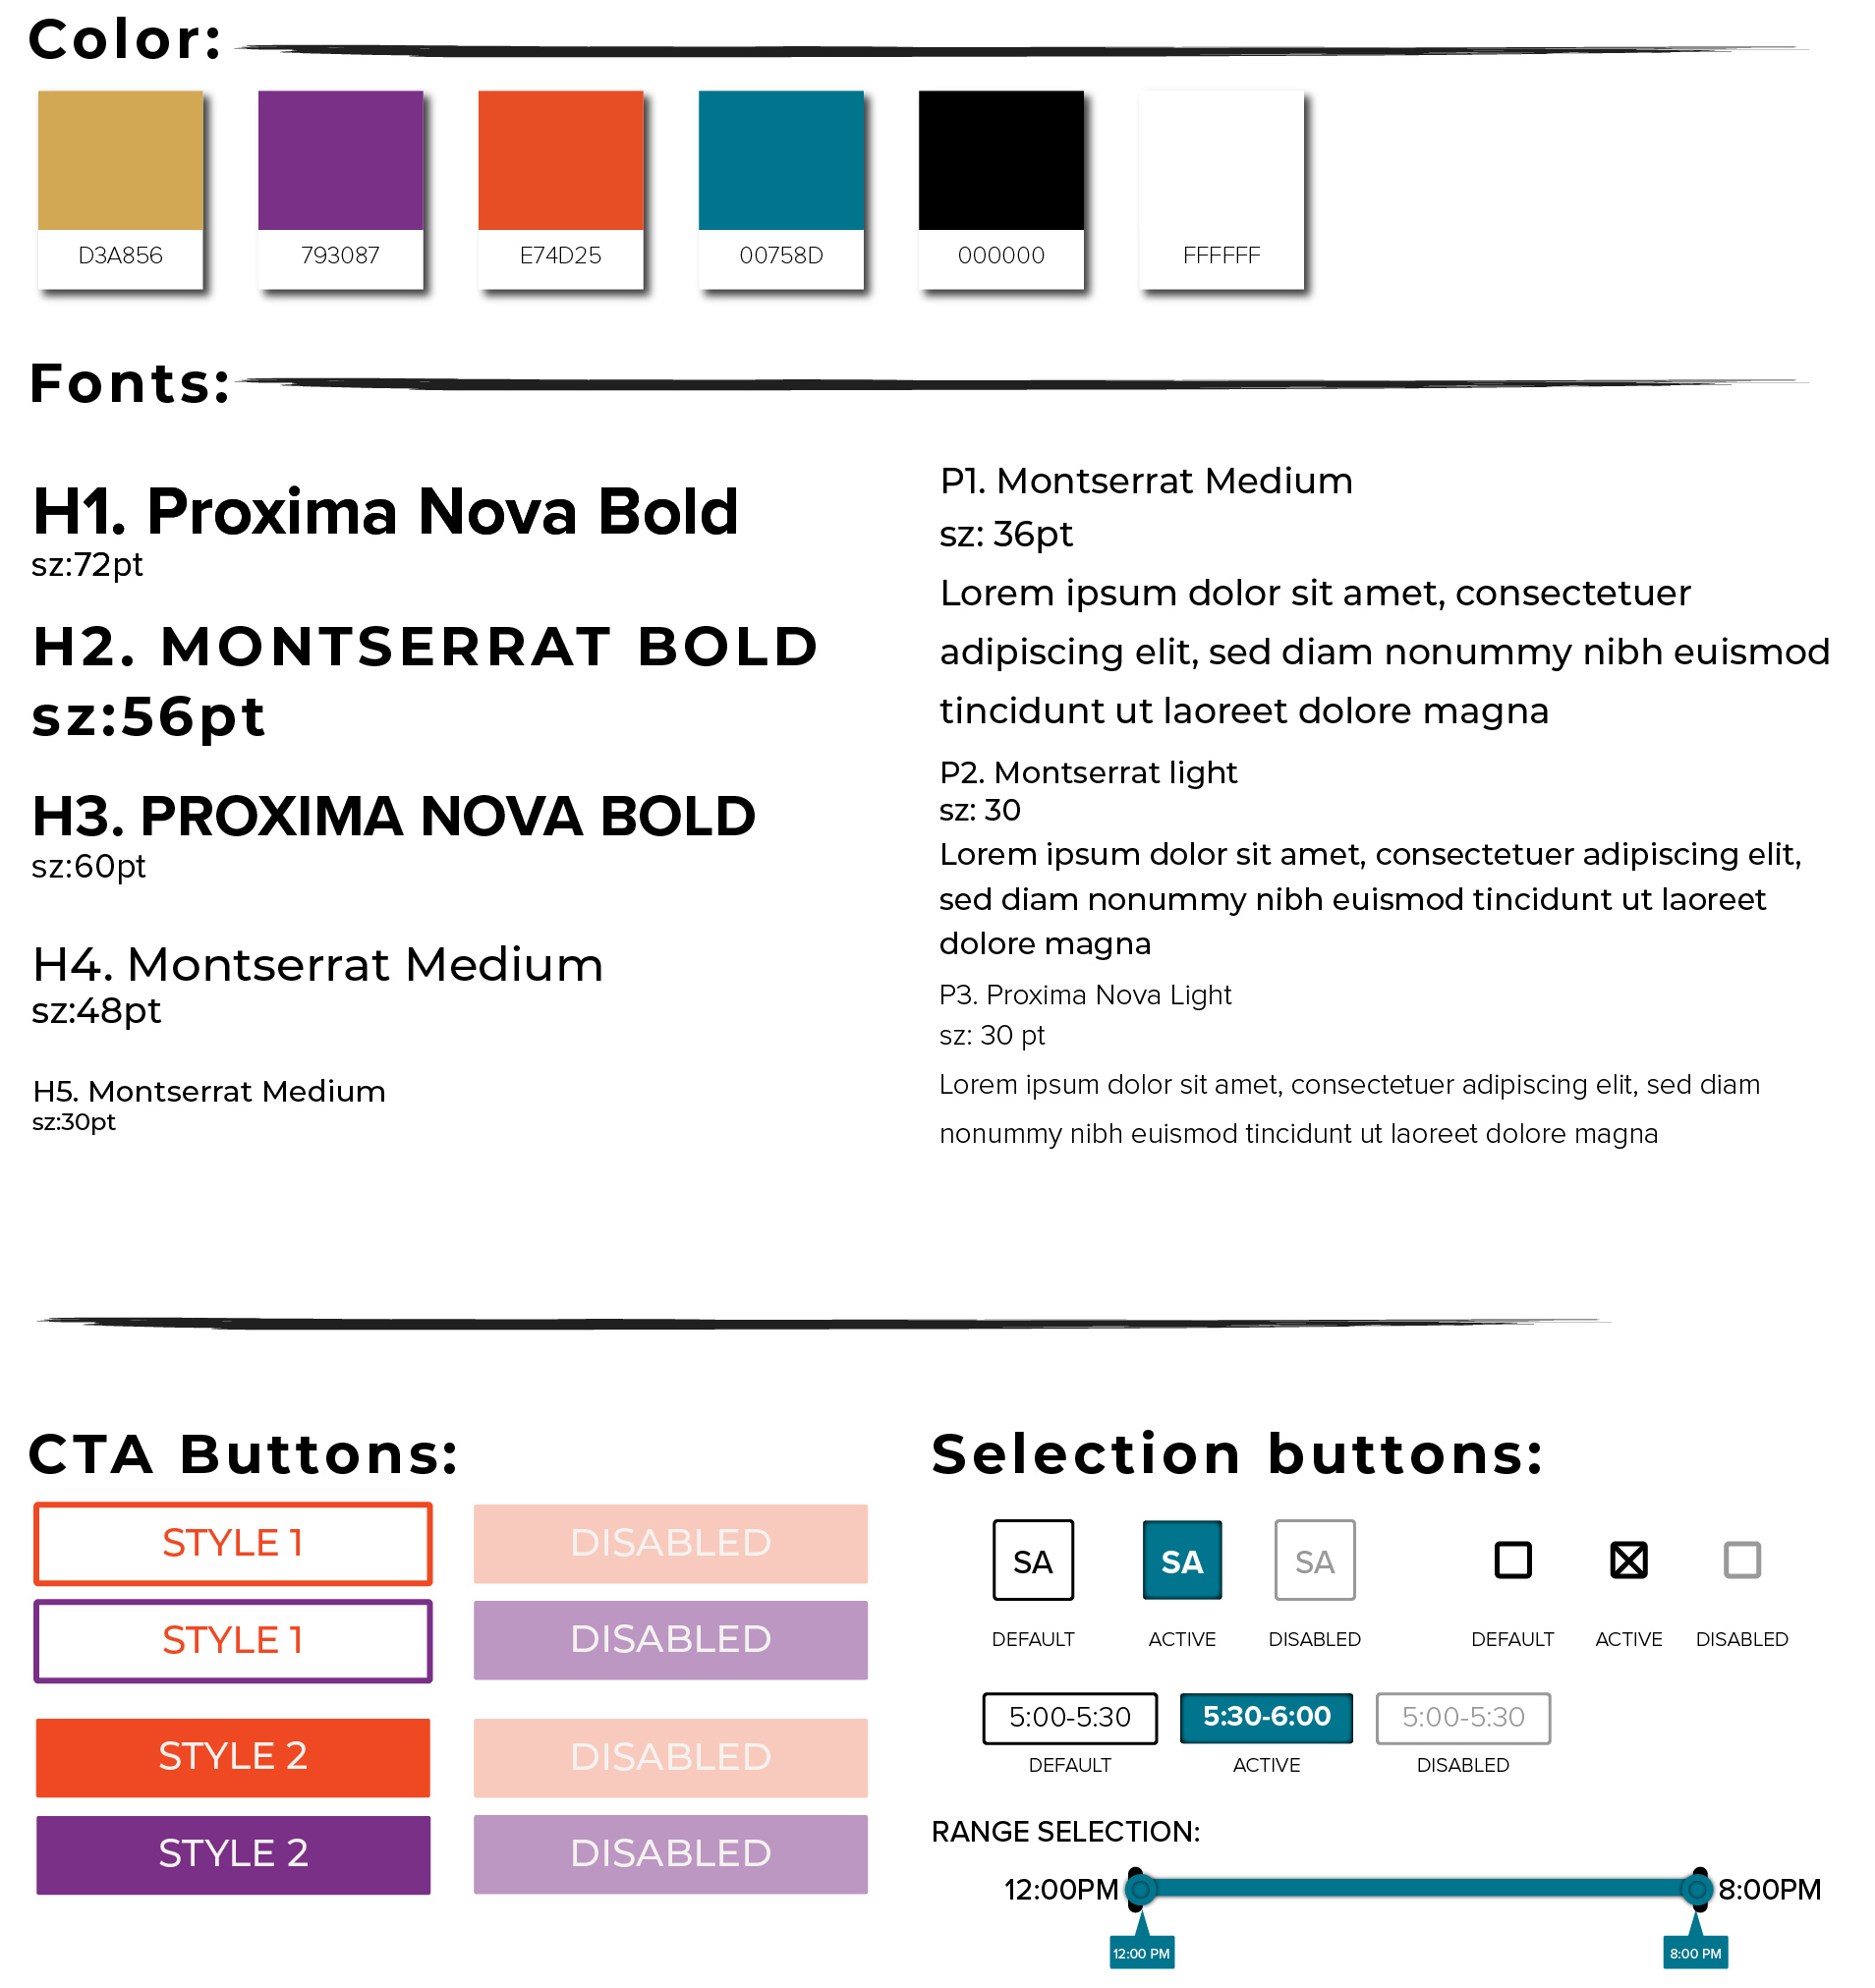 Color:
D3A856
793087
E74D25
00758D
000000
FFFFFF
Fonts:
H1. Proxima Nova Bold
sz:72pt
H2. MONTSERRAT BOLD
sz:56pt
H3. PROXIMA NOVA BOLD
sz:60pt
H4. Montserrat Medium
sz:48pt
H5. Montserrat Medium
sz:30pt
P1. Montserrat Medium
sz: 36pt
Lorem ipsum dolor sit amet, consectetuer
adipiscing elit, sed diam nonummy nibh euismod
tincidunt ut laoreet dolore magna
P2. Montserrat light
sz: 30
Lorem ipsum dolor sit amet, consectetuer adipiscing elit,
sed diam nonummy nibh euismod tincidunt ut laoreet
dolore magna
P3. Proxima Nova Light
sz: 30 pt
Lorem ipsum dolor sit amet, consectetuer adipiscing elit, sed diam
nonummy nibh euismod tincidunt ut laoreet dolore magna
CTA Buttons:
STYLE 1
DISABLED
STYLE 1
DISABLED
STYLE 2
DISABLED
STYLE 2
DISABLED
Selection buttons:
SA
SA
SA
DEFAULT
ACTIVE
DISABLED
DEFAULT
ACTIVE
DISABLED
5:00-5:30
5:30-6:00
5:00-5:30
DEFAULT
ACTIVE
DISABLED
RANGE SELECTION:
12:00PM
8:00PM
12:00 PM
8:00 PM